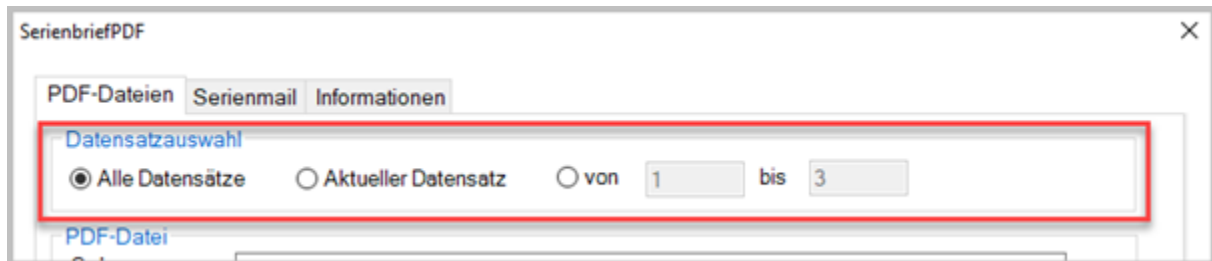 SerienbriefPDF
PDF-Dateien Serienmail Informationen
Datensatzauswahl
Alle Datensätze Aktueller Datensatz von 1 bis 3
PDF-Datei